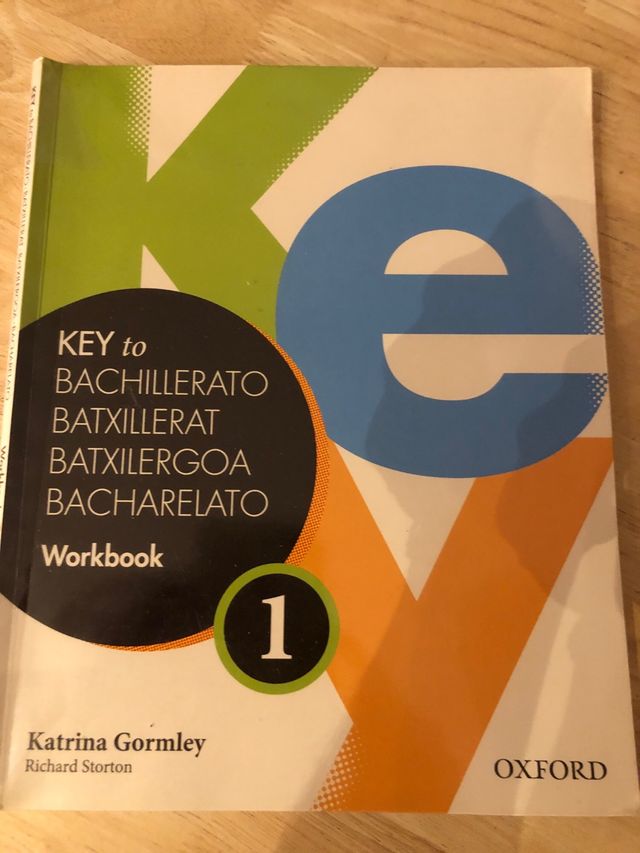 Key
KEY to
BACHILLERATO
BATXILLERAT
BATXILERGOA
BACHARELATO
Workbook
1
Katrina Gormley
Richard Storton
OXFORD